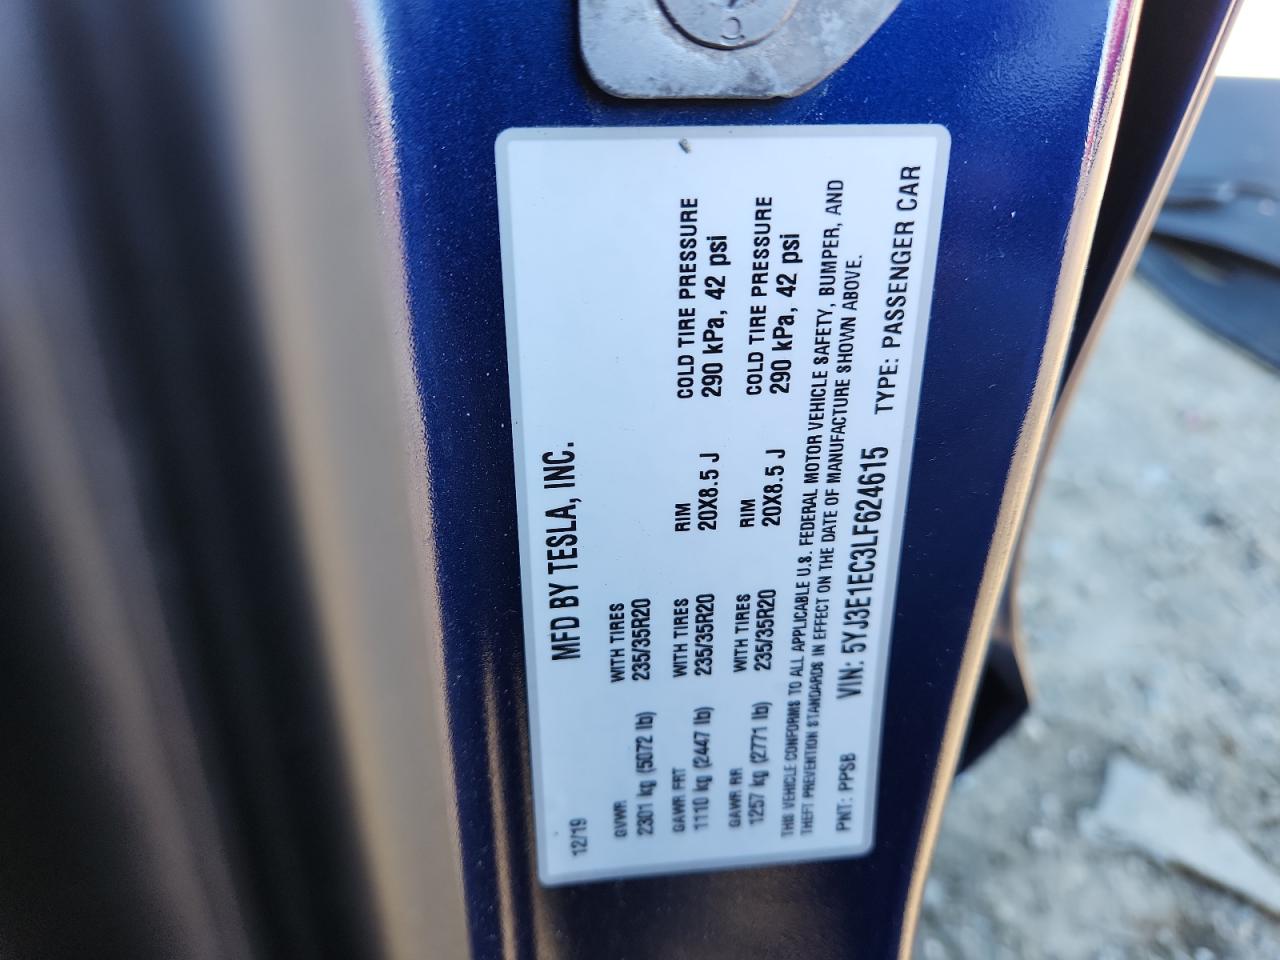 MFD BY TESLA, INC.
12/19
GVWR WITH TIRES
2301 kg (5072 lb) 235/35R20
GAWR FRT WITH TIRES RIM COLD TIRE PRESSURE
1110 kg (2447 lb) 235/35R20 20X8.5 J 290 kPa, 42 psi
GAWR RR WITH TIRES RIM COLD TIRE PRESSURE
1257 kg (2771 lb) 235/35R20 20X8.5 J 290 kPa, 42 psi
THIS VEHICLE CONFORMS TO ALL APPLICABLE U.S. FEDERAL MOTOR VEHICLE SAFETY, BUMPER, AND
THEFT PREVENTION STANDARDS IN EFFECT ON THE DATE OF MANUFACTURE SHOWN ABOVE.
PNT: PPSB VIN: 5YJ3E1EC3LF624615 TYPE: PASSENGER CAR